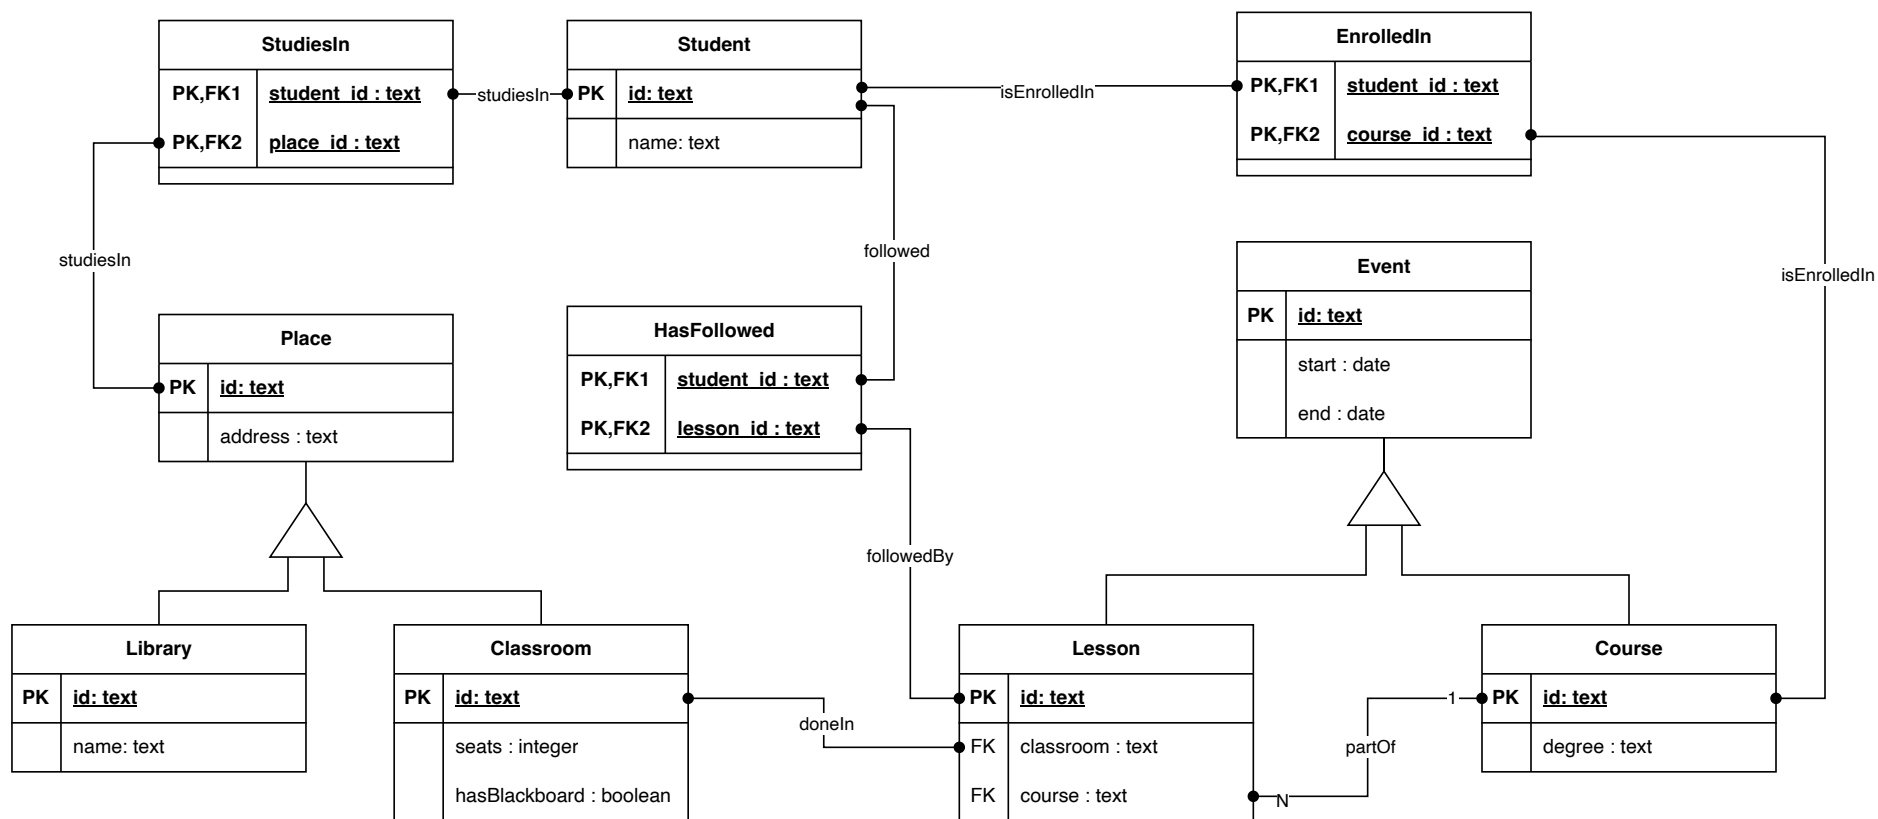 StudiesIn
PK,FK1 student_id : text
PK,FK2 place_id : text
studiesIn
Student
PK id: text
name: text
isEnrolledIn
EnrolledIn
PK,FK1 student_id : text
PK,FK2 course_id : text
studiesIn
followed
isEnrolledIn
Place
PK id: text
address : text
HasFollowed
PK,FK1 student_id : text
PK,FK2 lesson_id : text
Event
PK id: text
start : date
end : date
followedBy
Library
PK id: text
name: text
Classroom
PK id: text
seats : integer
hasBlackboard : boolean
doneIn
Lesson
PK id: text
FK classroom : text
FK course : text
N
partOf
1
Course
PK id: text
degree : text